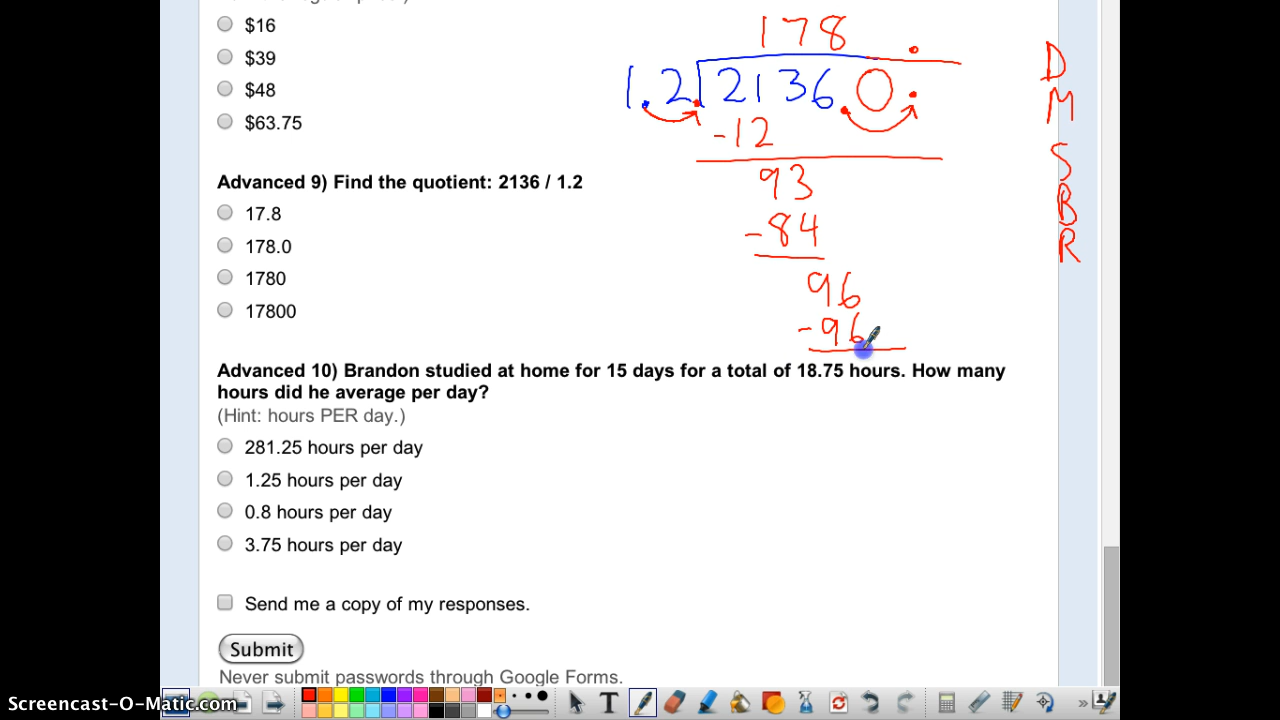 $16
$39
$48
$63.75
Advanced 9) Find the quotient: 2136 / 1.2
17.8
178.0
1780
17800
178 .
1.2 2136.0.
-12
93
-84
96
-96
D
M
S
B
R
Advanced 10) Brandon studied at home for 15 days for a total of 18.75 hours. How many
hours did he average per day?
(Hint: hours PER day.)
281.25 hours per day
1.25 hours per day
0.8 hours per day
3.75 hours per day
Send me a copy of my responses.
Submit
Never submit passwords through Google Forms.
Screencast-O-Matic.com
T